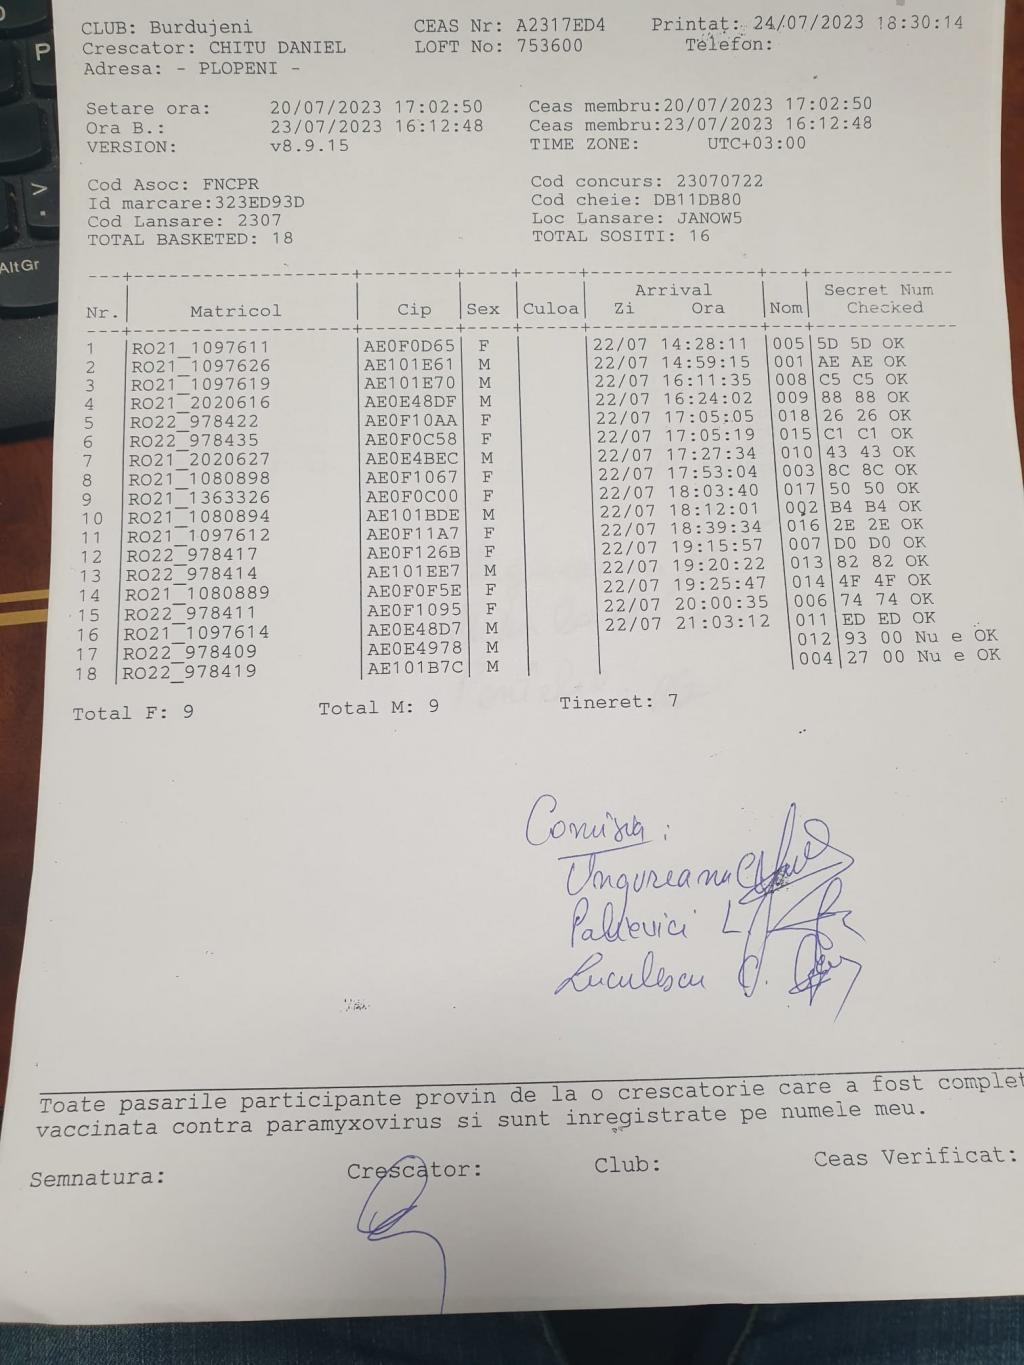 CLUB: Burdujeni CEAS Nr: A2317ED4 Printat: 24/07/2023 18:30:14
Crescator: CHITU DANIEL LOFT No: 753600 Telefon:
Adresa: - PLOPENI -
Setare ora: 20/07/2023 17:02:50 Ceas membru:20/07/2023 17:02:50
Ora B.: 23/07/2023 16:12:48 Ceas membru:23/07/2023 16:12:48
VERSION: v8.9.15 TIME ZONE: UTC+03:00
Cod Asoc: FNCPR Cod concurs: 23070722
Id marcare:323ED93D Cod cheie: DB11DB80
Cod Lansare: 2307 Loc Lansare: JANOW5
TOTAL BASKETED: 18 TOTAL SOSITI: 16
Arrival Secret Num
Nr. Matricol Cip Sex Culoa Zi Ora Nom Checked
1 RO21_1097611 AE0F0D65 F 22/07 14:28:11 005 5D 5D OK
2 RO21_1097626 AE101E61 M 22/07 14:59:15 001 AE AE OK
3 RO21_1097619 AE101E70 M 22/07 16:11:35 008 C5 C5 OK
4 RO21_2020616 AE0E48DF M 22/07 16:24:02 009 88 88 OK
5 RO22_978422 AE0F10AA F 22/07 17:05:05 018 26 26 OK
6 RO22_978435 AE0F0C58 F 22/07 17:05:19 015 C1 C1 OK
7 RO21_2020627 AE0E4BEC M 22/07 17:27:34 010 43 43 OK
8 RO21_1080898 AE0F1067 F 22/07 17:53:04 003 8C 8C OK
9 RO21_1363326 AE0F0C00 F 22/07 18:03:40 017 50 50 OK
10 RO21_1080894 AE101BDE M 22/07 18:12:01 002 B4 B4 OK
11 RO21_1097612 AE0F11A7 F 22/07 18:39:34 016 2E 2E OK
12 RO22_978417 AE0F126B F 22/07 19:15:57 007 D0 D0 OK
13 RO22_978414 AE101EE7 M 22/07 19:20:22 013 82 82 OK
14 RO21_1080889 AE0F0F5E F 22/07 19:25:47 014 4F 4F OK
15 RO22_978411 AE0F1095 F 22/07 20:00:35 006 74 74 OK
16 RO21_1097614 AE0E48D7 M 22/07 21:03:12 011 ED ED OK
17 RO22_978409 AE0E4978 M 012 93 00 Nu e OK
18 RO22_978419 AE101B7C M 004 27 00 Nu e OK
Total F: 9 Total M: 9 Tineret: 7
Comisia:
Ungureanu C
L.
Luculescu C.
Toate pasarile participante provin de la o crescatorie care a fost complet
vaccinata contra paramyxovirus si sunt inregistrate pe numele meu.
Semnatura: Crescator: Club: Ceas Verificat:
P
>
.
AltGr